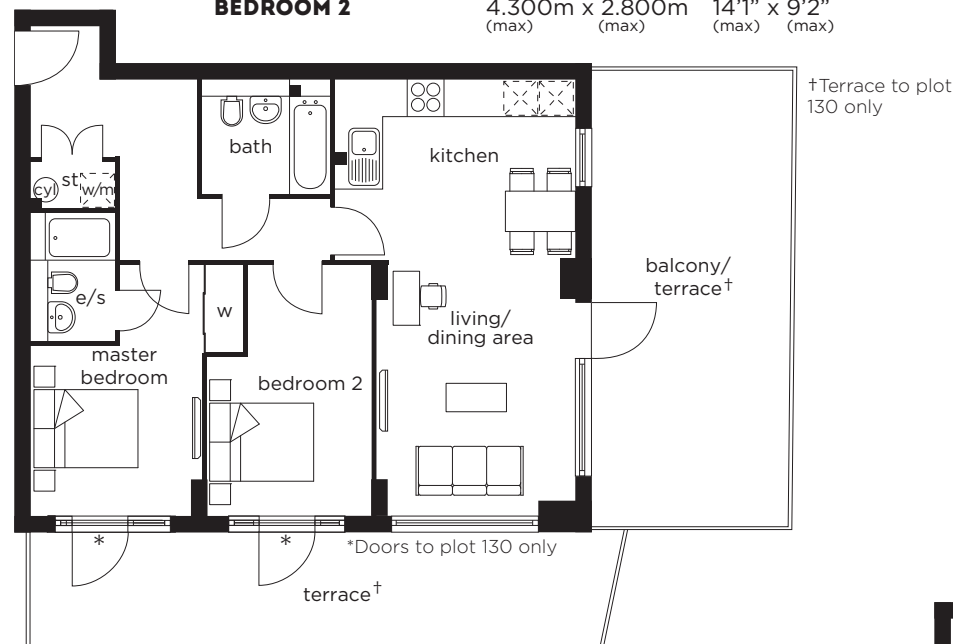 BEDROOM 2 4.300m x 2.800m 14’1” x 9’2”
(max) (max) (max) (max)
†Terrace to plot
130 only
bath
kitchen
st
cyl
w/m
e/s
balcony/
terrace†
w
living/
dining area
master
bedroom
bedroom 2
*
*
*Doors to plot 130 only
terrace†